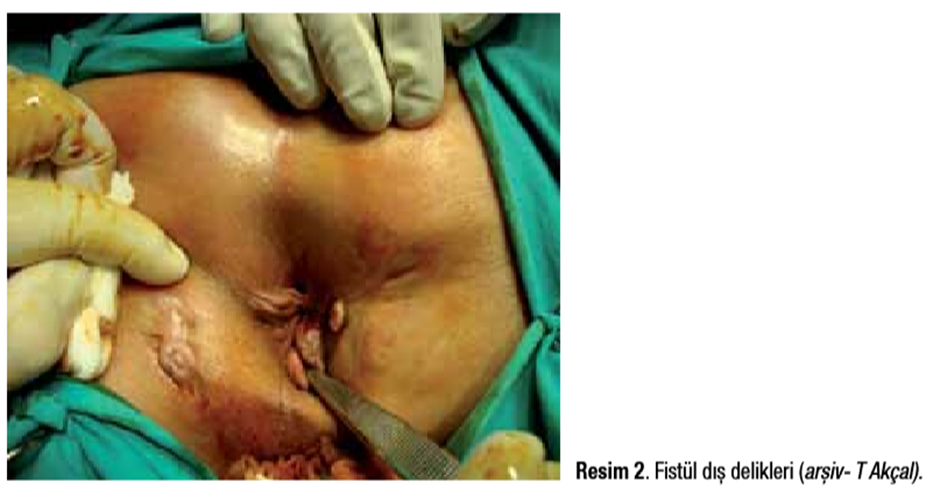 Resim 2. Fistül dış delikleri (arşiv- T Akçal).